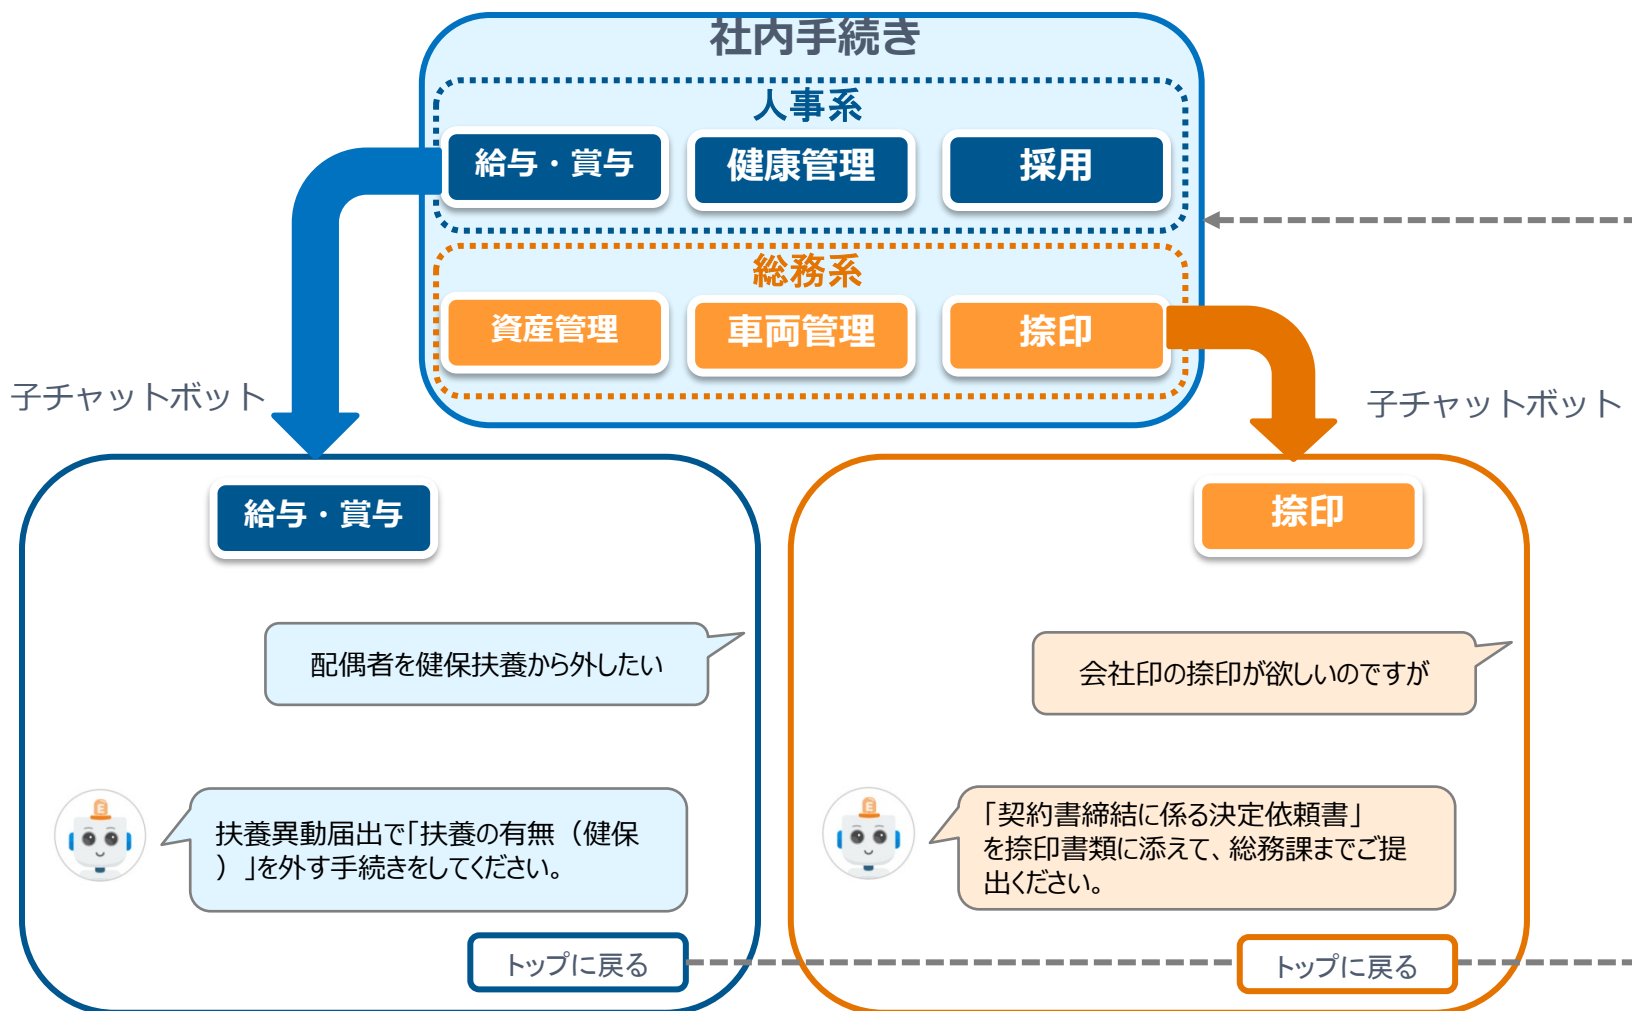 社内手続き
人事系
給与・賞与
健康管理
採用
総務系
資産管理
車両管理
捺印
子チャットボット
子チャットボット
給与・賞与
配偶者を健保扶養から外したい
E
扶養異動届出で「扶養の有無（健保
）」を外す手続きをしてください。
トップに戻る
捺印
会社印の捺印が欲しいのですが
E
「契約書締結に係る決定依頼書」
を捺印書類に添えて、総務課までご提
出ください。
トップに戻る